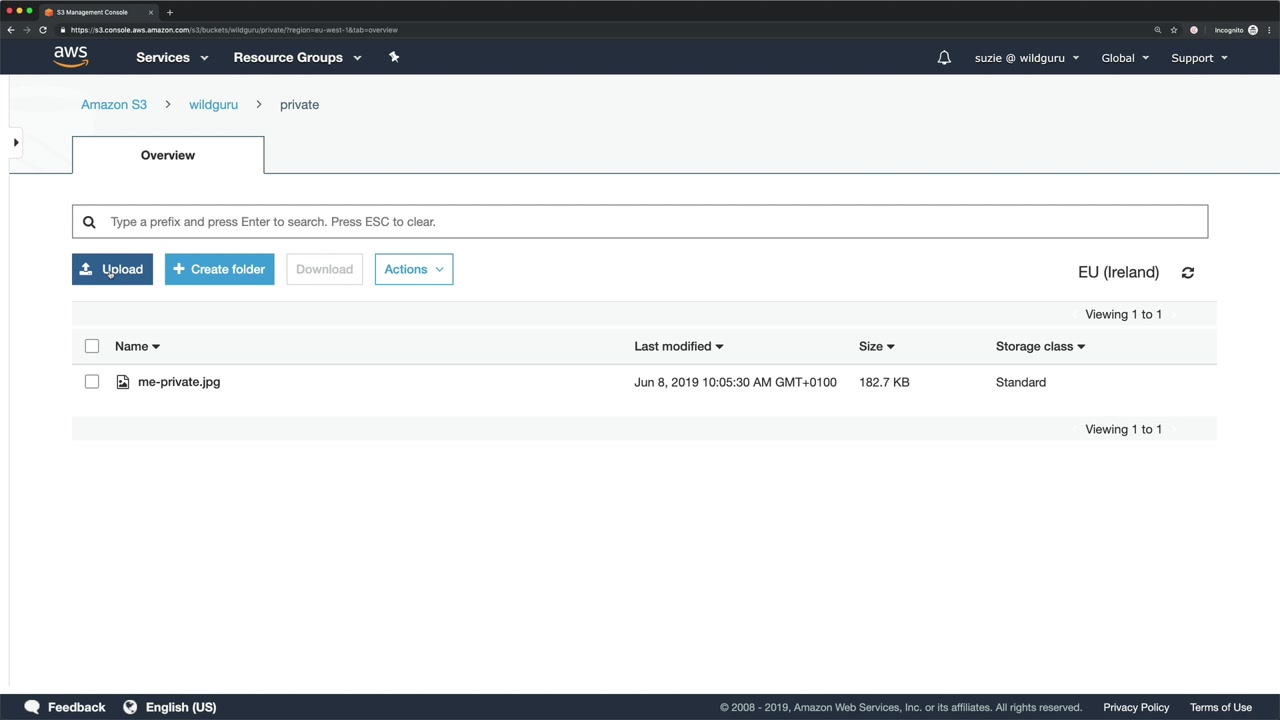 S3 Management Console
https://s3.console.aws.amazon.com/s3/buckets/wildguru/private/?region=eu-west-1&tab=overview
Incognito
aws
Services
Resource Groups
suzie @ wildguru
Global
Support
Amazon S3 > wildguru > private
Overview
Type a prefix and press Enter to search. Press ESC to clear.
Upload
+ Create folder
Download
Actions
EU (Ireland)
Viewing 1 to 1
Name
Last modified
Size
Storage class
me-private.jpg
Jun 8, 2019 10:05:30 AM GMT+0100
182.7 KB
Standard
Viewing 1 to 1
Feedback
English (US)
© 2008 - 2019, Amazon Web Services, Inc. or its affiliates. All rights reserved.
Privacy Policy
Terms of Use